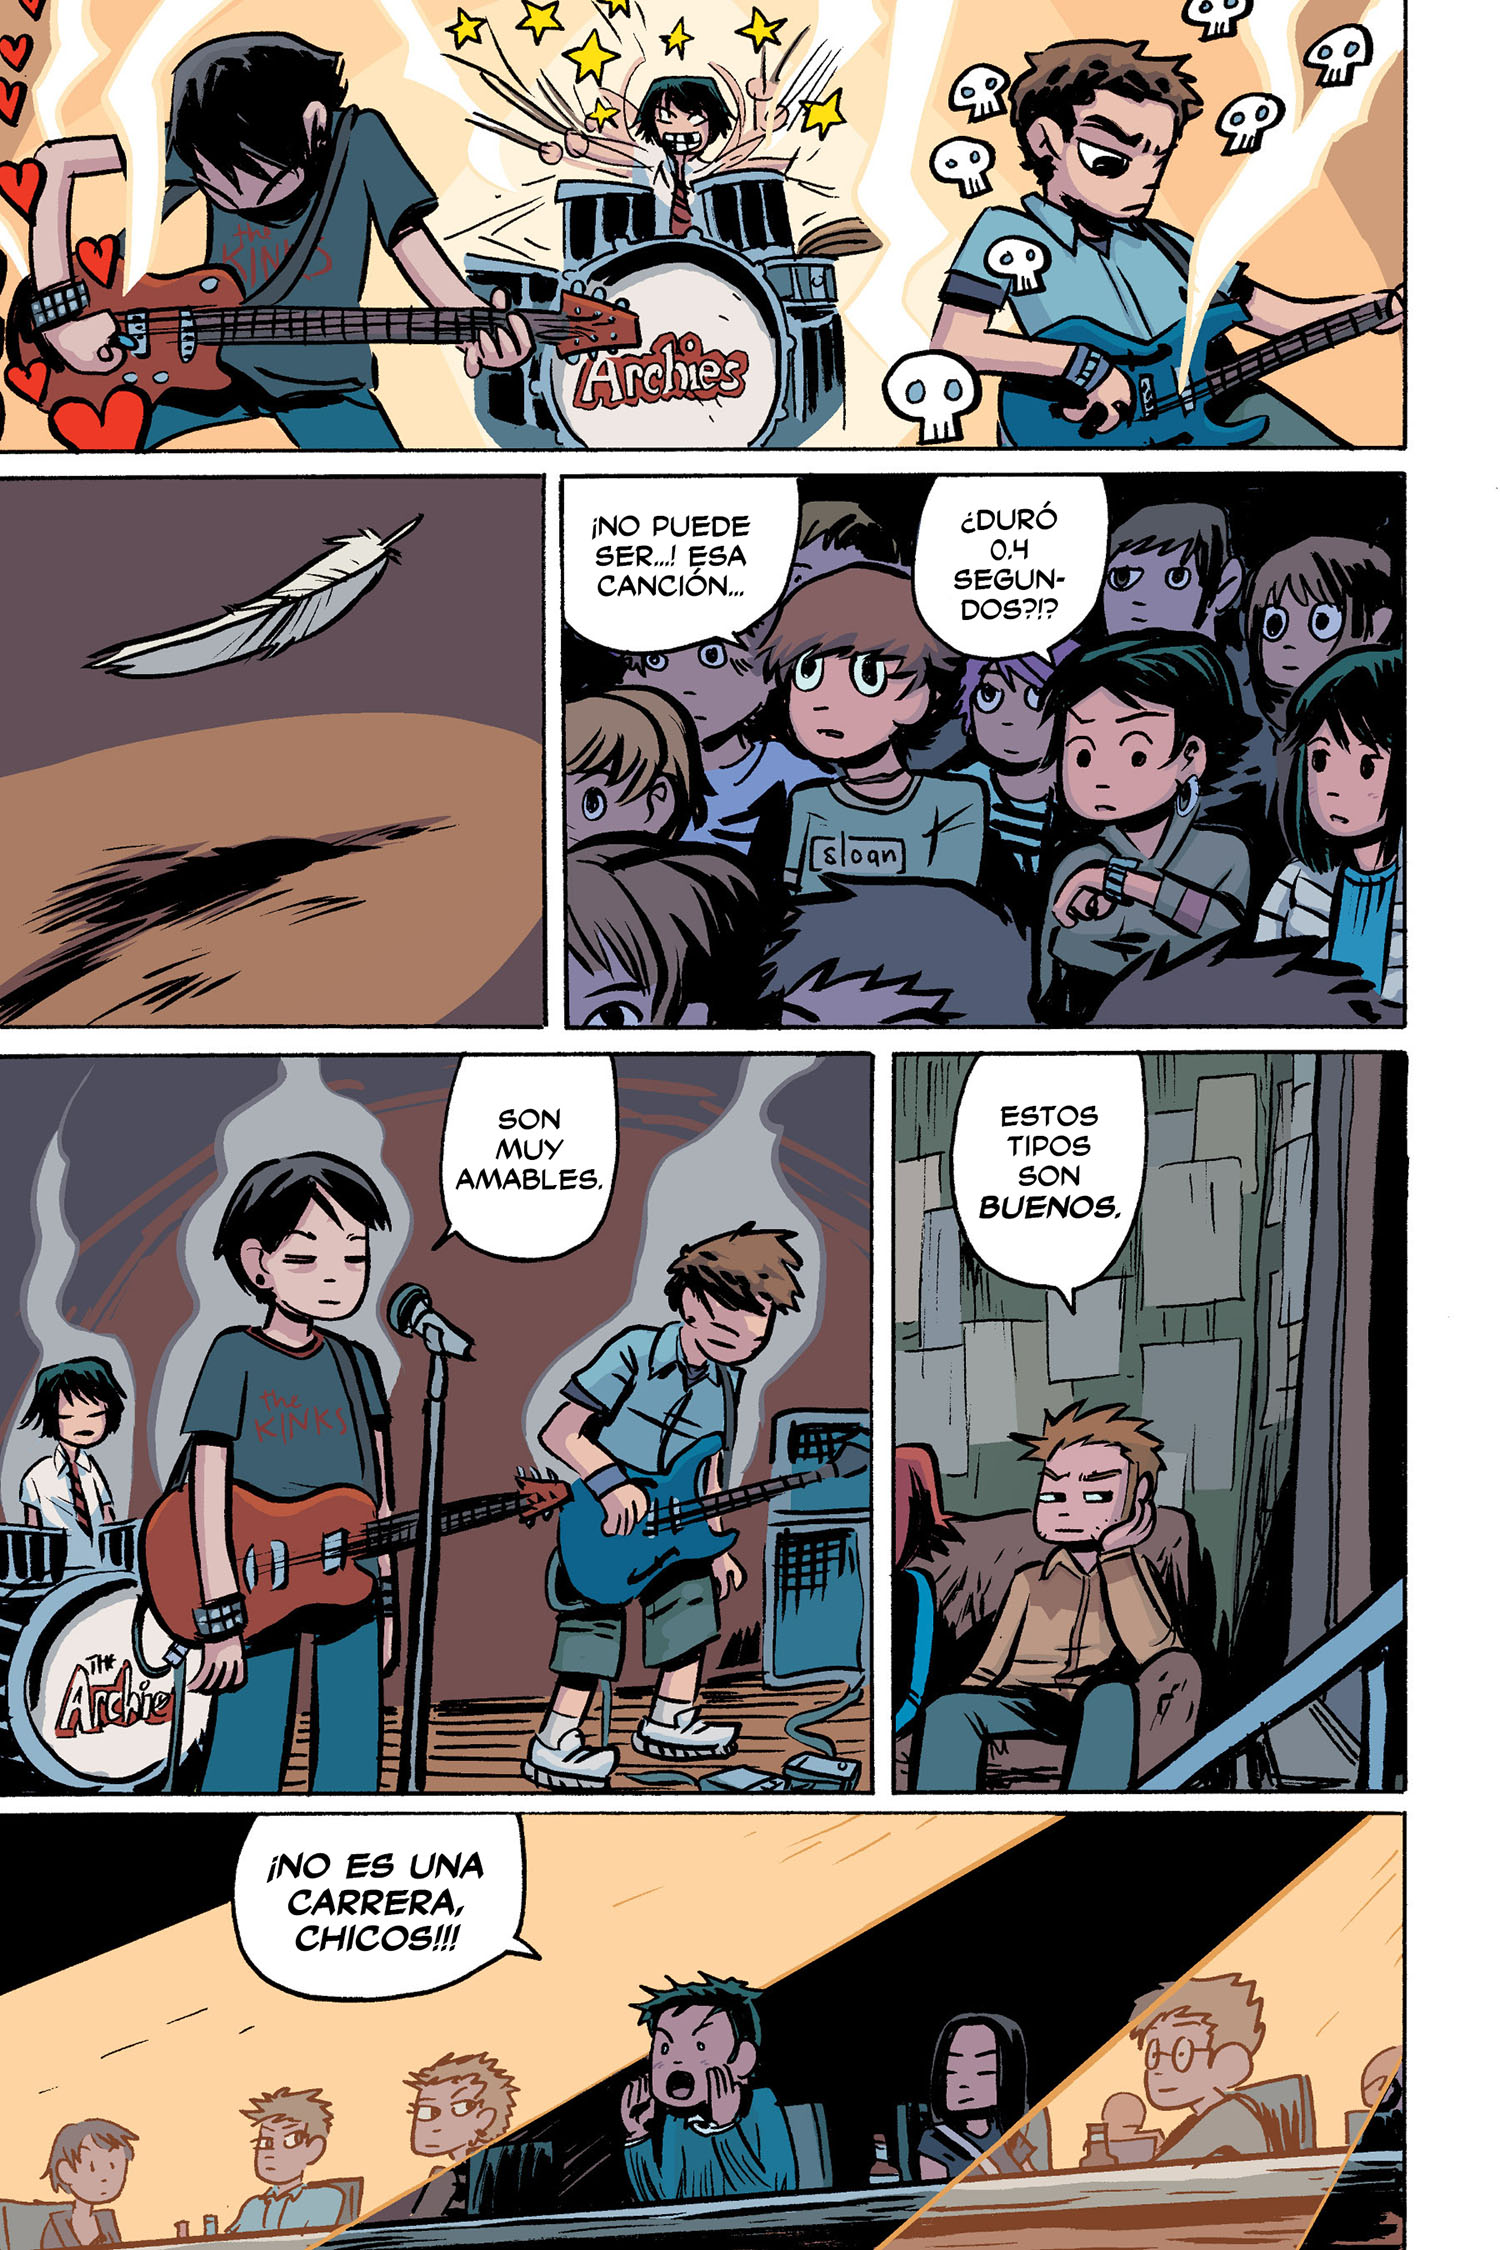 the
KINKS
Archies
¡NO PUEDE
SER...! ESA
CANCIÓN...
¿DURÓ
0.4
SEGUN-
DOS?!?
sloan
SON
MUY
AMABLES.
the
KINKS
THE
Archie
ESTOS
TIPOS
SON
BUENOS.
¡NO ES UNA
CARRERA,
CHICOS!!!